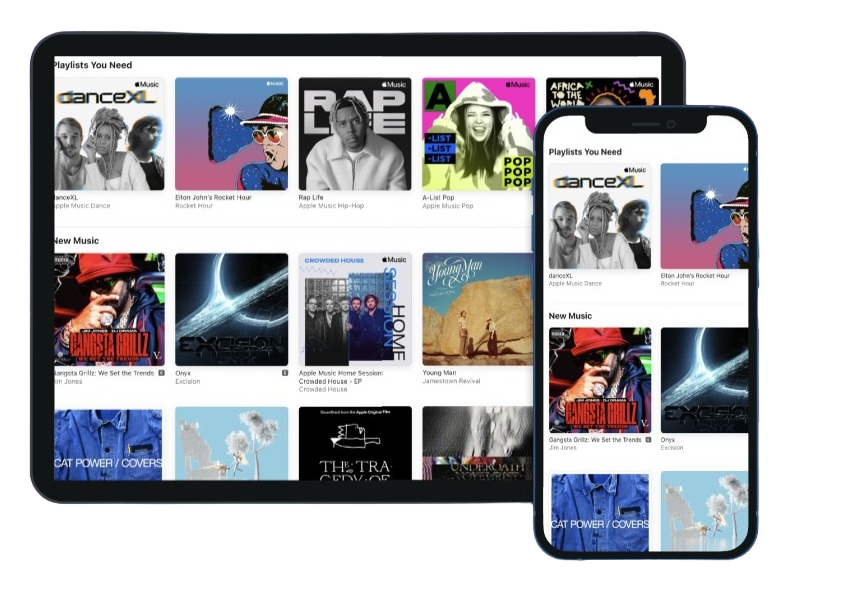 Playlists You Need
Music
danceXL
danceXL
Apple Music Dance
Music
Elton John's Rocket Hour
Rocket Hour
Music
RAP
LIFE
Rap Life
Apple Music Hip-Hop
Music
A
-LIST
-LIST
-LIST
POP
POP
POP
A-List Pop
Apple Music Pop
AFRICA
TO THE
WORLD
Music
New Music
JIM JONES / DJ DRAMA
GANGSTA GRILLZ
WE SET THE TRENDS
V.
Gangsta Grillz: We Set the Trends E
Jim Jones
EXCISION
Onyx E
Excision
CROWDED HOUSE
Music
HOME
SESSION
Apple Music Home Session:
Crowded House - EP
Crowded House
Young Man
Young Man
Jamestown Revival
CAT POWER / COVERS
Soundtrack from the Apple Original Film
THE TRA
GEDY OF
UNDEROATH
VOYEURIST
Playlists You Need
Music
danceXL
danceXL
Apple Music Dance
Elton John's Rocket Hour
Rocket Hour
New Music
JIM JONES / DJ DRAMA
GANGSTA GRILLZ
WE SET THE TRENDS
V.
Gangsta Grillz: We Set the Trends E
Jim Jones
EXCISION
Onyx
Excision
CAT POWER / COVERS